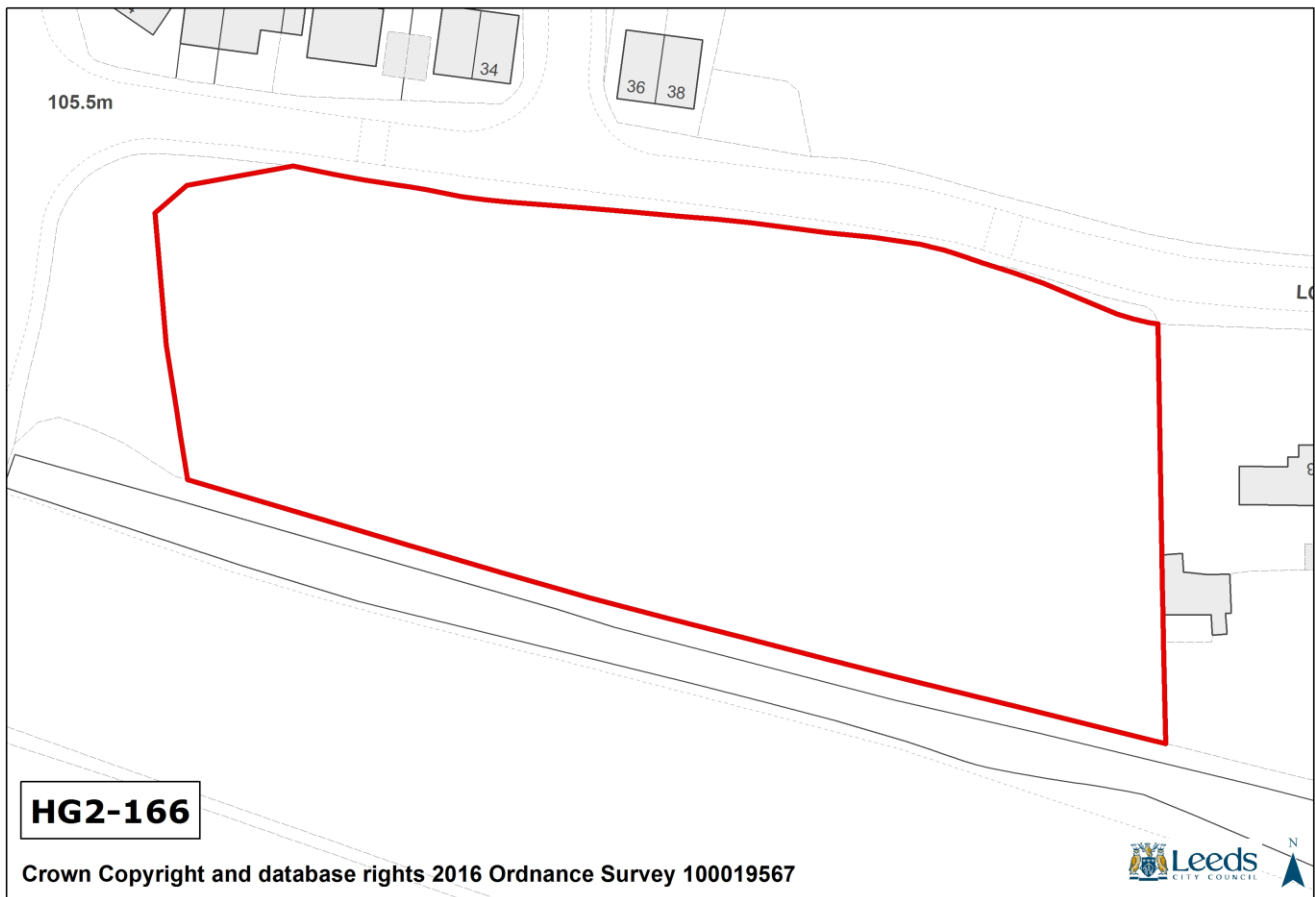 34
36 38
105.5m
HG2-166
Crown Copyright and database rights 2016 Ordnance Survey 100019567
Leeds
CITY COUNCIL
N